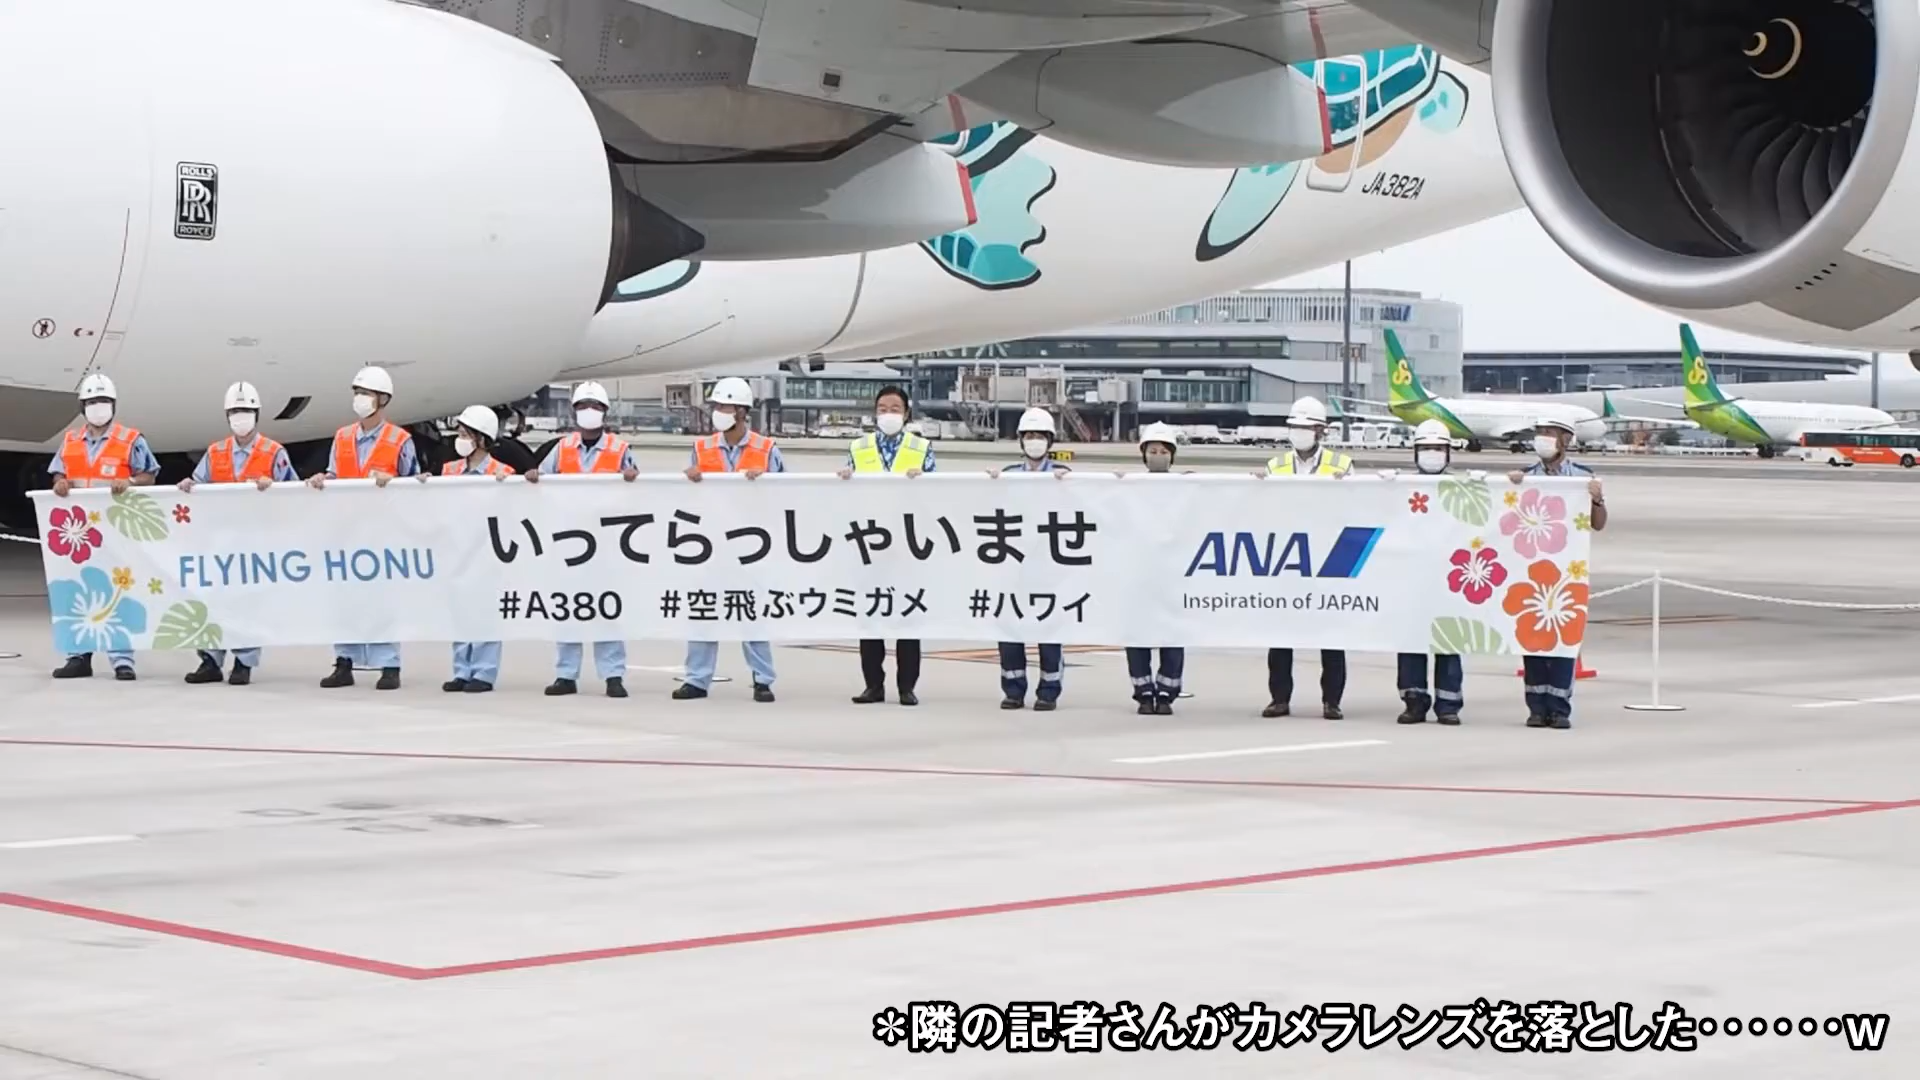 ROLLS
RR
ROYCE
JA382A
ANA
FLYING HONU
いってらっしゃいませ
#A380 #空飛ぶウミガメ #ハワイ
ANA
Inspiration of JAPAN
*隣の記者さんがカメラレンズを落とした・・・・・・w